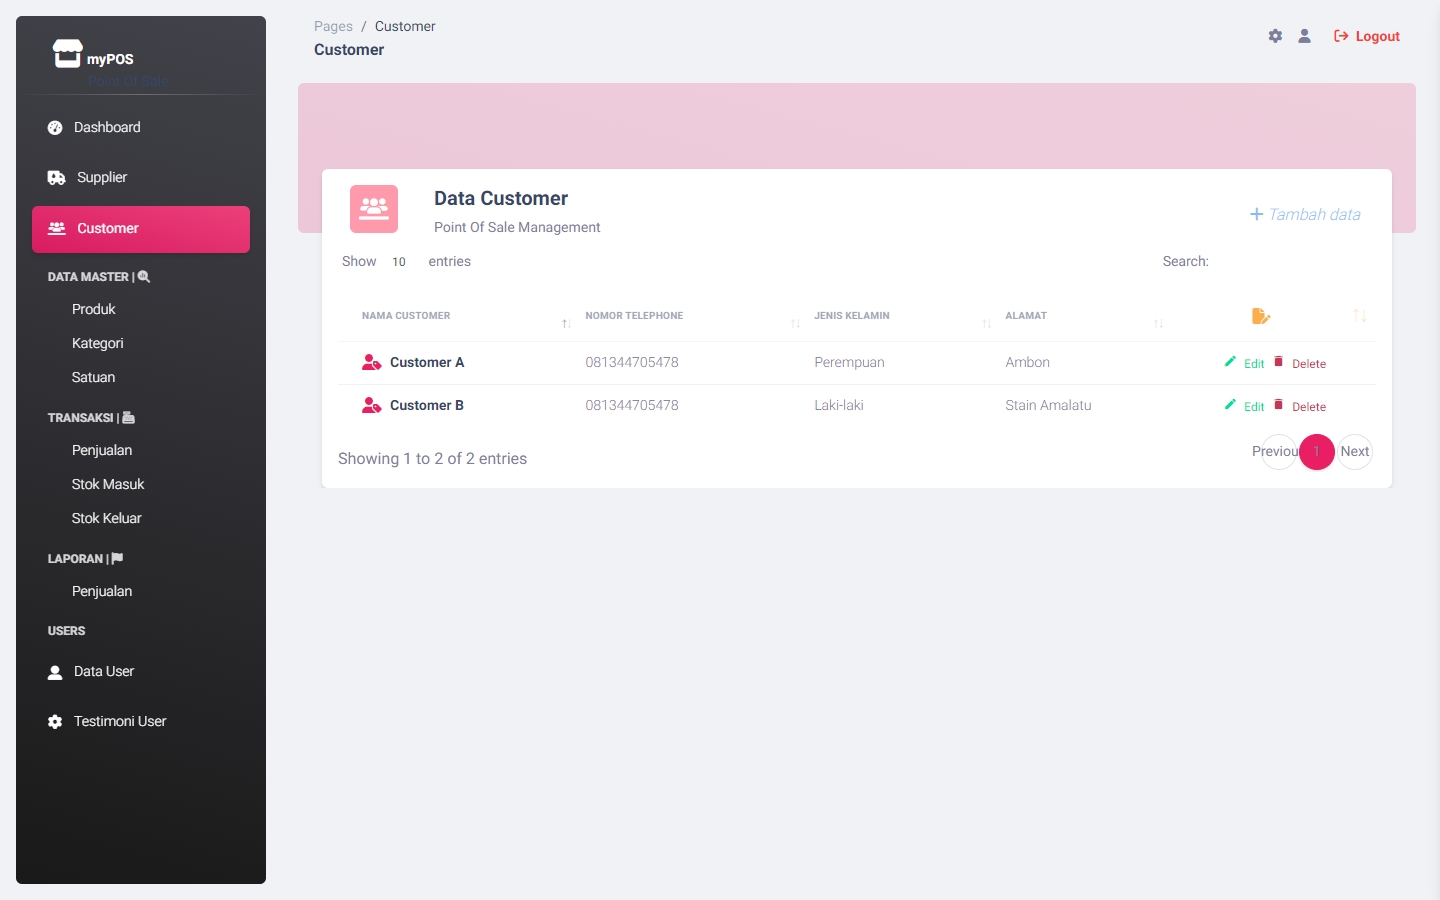 myPOS
Point Of Sale
Dashboard
Supplier
Customer
DATA MASTER |
Produk
Kategori
Satuan
TRANSAKSI |
Penjualan
Stok Masuk
Stok Keluar
LAPORAN |
Penjualan
USERS
Data User
Testimoni User
Pages / Customer
Customer
Logout
Data Customer
Point Of Sale Management
Tambah data
Show 10 entries
Search:
NAMA CUSTOMER NOMOR TELEPHONE JENIS KELAMIN ALAMAT
Customer A 081344705478 Perempuan Ambon Edit Delete
Customer B 081344705478 Laki-laki Stain Amalatu Edit Delete
Showing 1 to 2 of 2 entries
Previou 1 Next